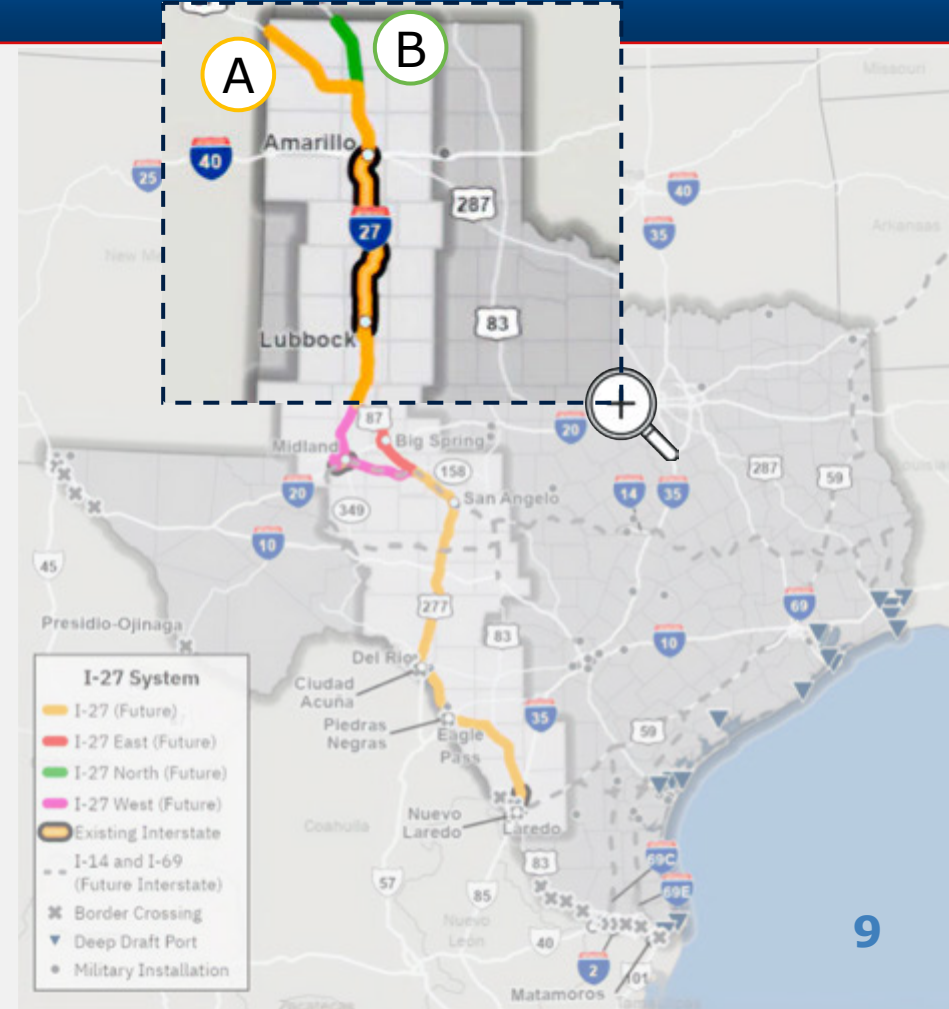 A
B
Amarillo
40
25
287
40
27
35
Arkansas
Missouri
New Me
83
Lubbock
87
Midland
Big Spring
20
158
287
59
20
349
San Angelo
14
35
10
45
277
69
Presidio-Ojinaga
83
10
Del Rio
Ciudad
Acuña
Piedras
Negras
35
Eagle
Pass
59
I-27 System
I-27 (Future)
I-27 East (Future)
I-27 North (Future)
I-27 West (Future)
Existing Interstate
I-14 and I-69
(Future Interstate)
Border Crossing
Deep Draft Port
Military Installation
Coahuila
Nuevo
Laredo
Laredo
83
69C
69E
57
85
Nuevo
León
40
2
101
Matamoros
Zacatecas
Tamaulipas
9